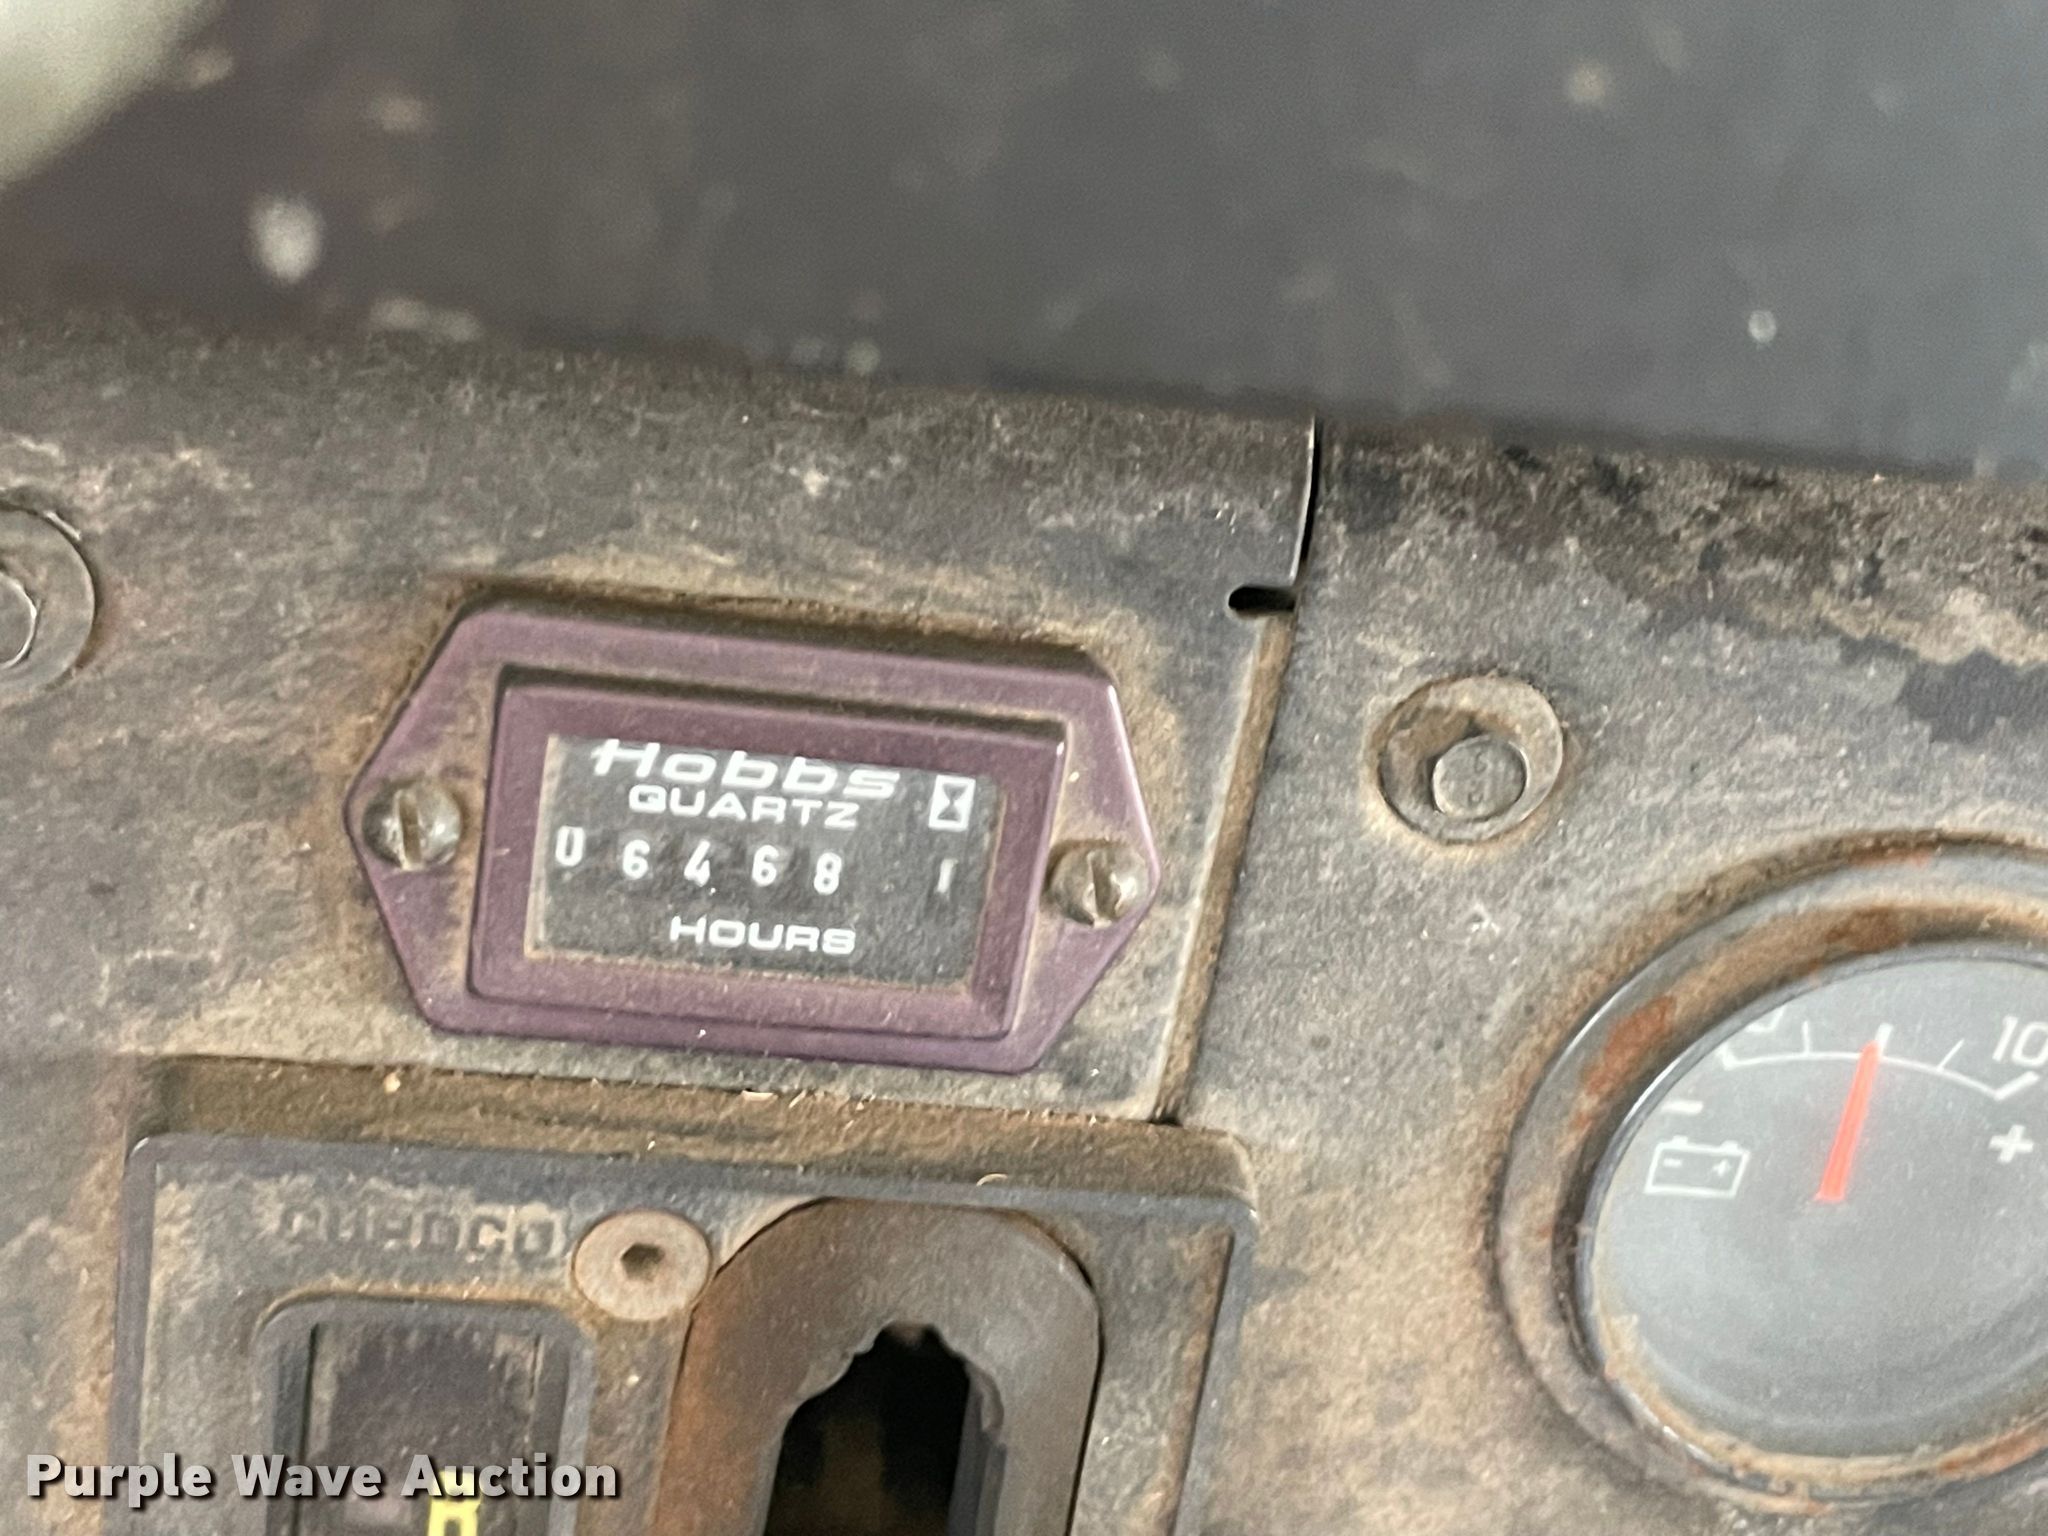 Hobbs
QUARTZ
0 6 4 6 8 1
HOURS
10
- +
- +
R
Purple Wave Auction